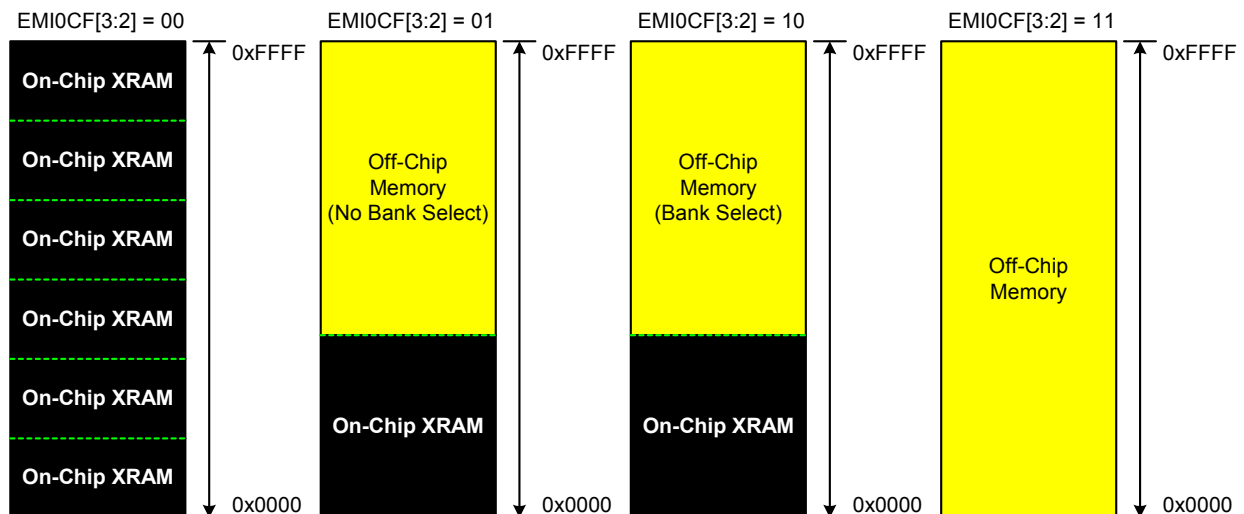 EMI0CF[3:2] = 00
EMI0CF[3:2] = 01
EMI0CF[3:2] = 10
EMI0CF[3:2] = 11
On-Chip XRAM
On-Chip XRAM
On-Chip XRAM
On-Chip XRAM
On-Chip XRAM
On-Chip XRAM
0xFFFF
0x0000
Off-Chip
Memory
(No Bank Select)
On-Chip XRAM
0xFFFF
0x0000
Off-Chip
Memory
(Bank Select)
On-Chip XRAM
0xFFFF
0x0000
Off-Chip
Memory
0xFFFF
0x0000